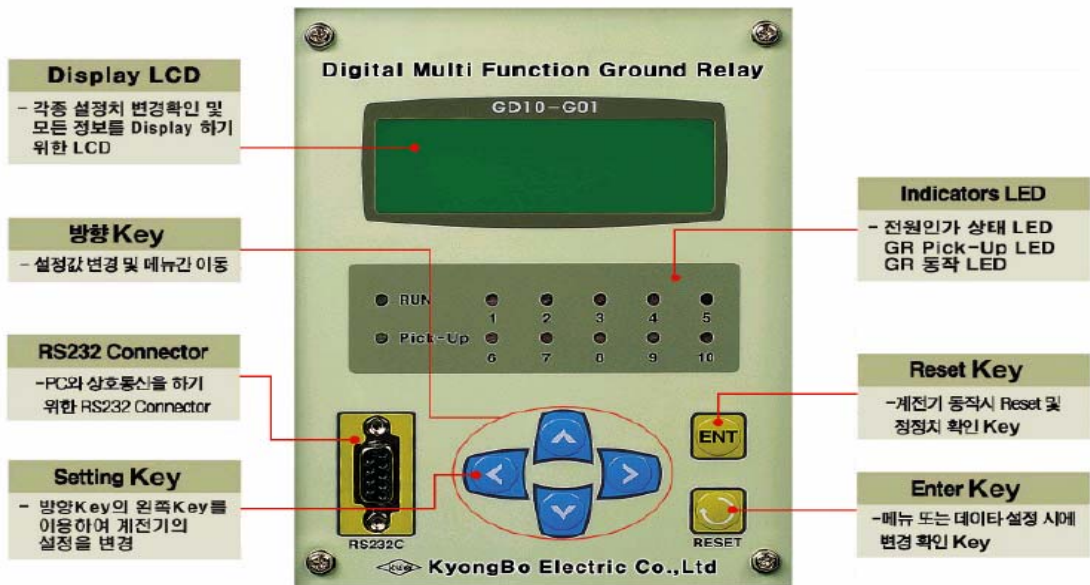 Display LCD
- 각종 설정치 변경확인 및
모든 정보를 Display 하기
위한 LCD
방향 Key
- 설정값 변경 및 메뉴간 이동
RS232 Connector
-PC와 상호통신을 하기
위한 RS232 Connector
Setting Key
- 방향Key의 왼쪽Key를
이용하여 계전기의
설정을 변경
Digital Multi Function Ground Relay
GD10-G01
RUN
1 2 3 4 5
Pick-Up
6 7 8 9 10
ENT
RS232C
RESET
KyongBo Electric Co.,Ltd
Indicators LED
- 전원인가 상태 LED
GR Pick-Up LED
GR 동작 LED
Reset Key
-계전기 동작시 Reset 및
정정치 확인 Key
Enter Key
-메뉴 또는 데이타 설정 시에
변경 확인 Key